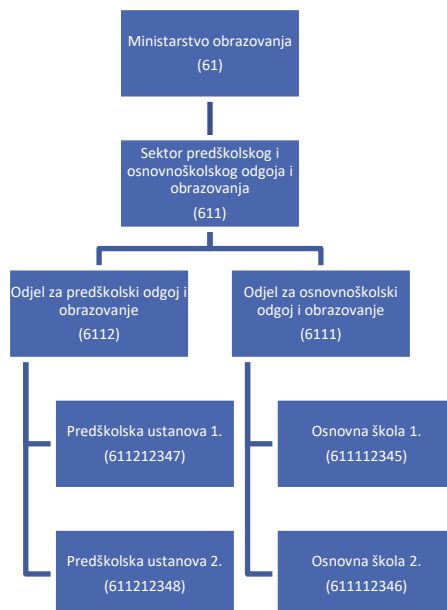 Ministarstvo obrazovanja
(61)
Sektor predškolskog i
osnovnoškolskog odgoja i
obrazovanja
(611)
Odjel za predškolski odgoj i
obrazovanje
(6112)
Odjel za osnovnoškolski
odgoj i obrazovanje
(6111)
Predškolska ustanova 1.
(611212347)
Osnovna škola 1.
(611112345)
Predškolska ustanova 2.
(611212348)
Osnovna škola 2.
(611112346)